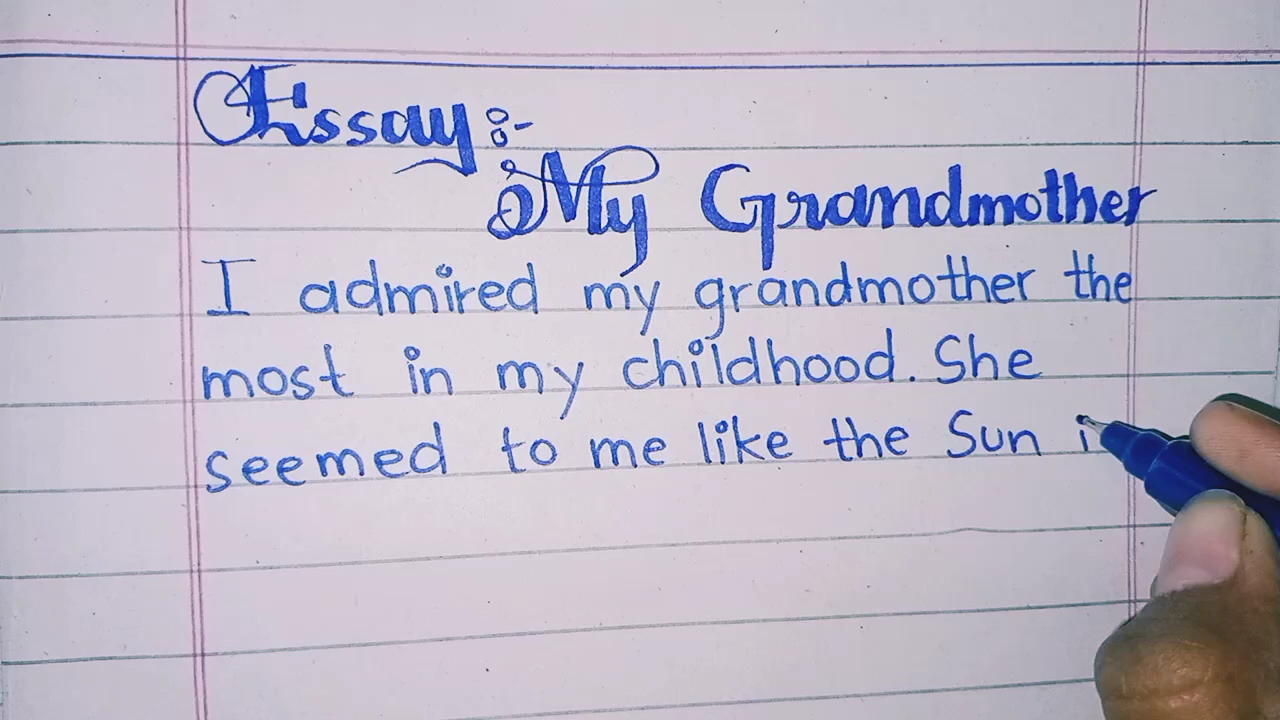 Essay :-
My Grandmother
I admired my grandmother the
most in my childhood. She
seemed to me like the Sun i